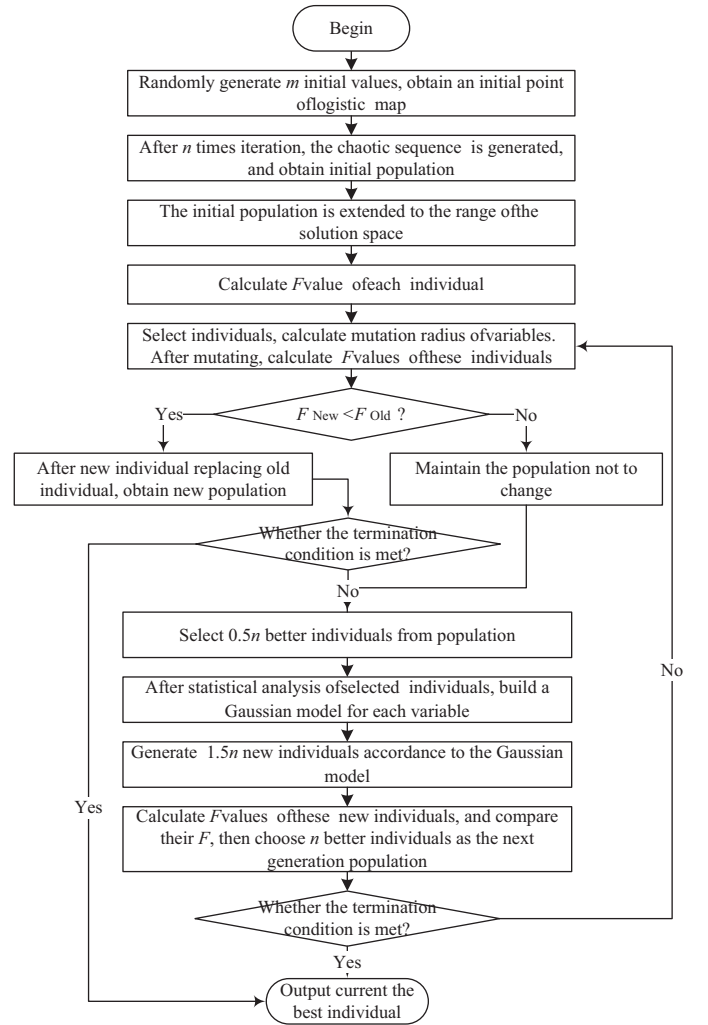 Begin
Randomly generate m initial values, obtain an initial point
oflogistic map
After n times iteration, the chaotic sequence is generated,
and obtain initial population
The initial population is extended to the range ofthe
solution space
Calculate Fvalue ofeach individual
Select individuals, calculate mutation radius ofvariables.
After mutating, calculate Fvalues ofthese individuals
Yes
F New <F Old ?
No
After new individual replacing old
individual, obtain new population
Maintain the population not to
change
Whether the termination
condition is met?
No
Select 0.5n better individuals from population
No
After statistical analysis ofselected individuals, build a
Gaussian model for each variable
Generate 1.5n new individuals accordance to the Gaussian
model
Yes
Calculate Fvalues ofthese new individuals, and compare
their F, then choose n better individuals as the next
generation population
Whether the termination
condition is met?
Yes
Output current the
best individual